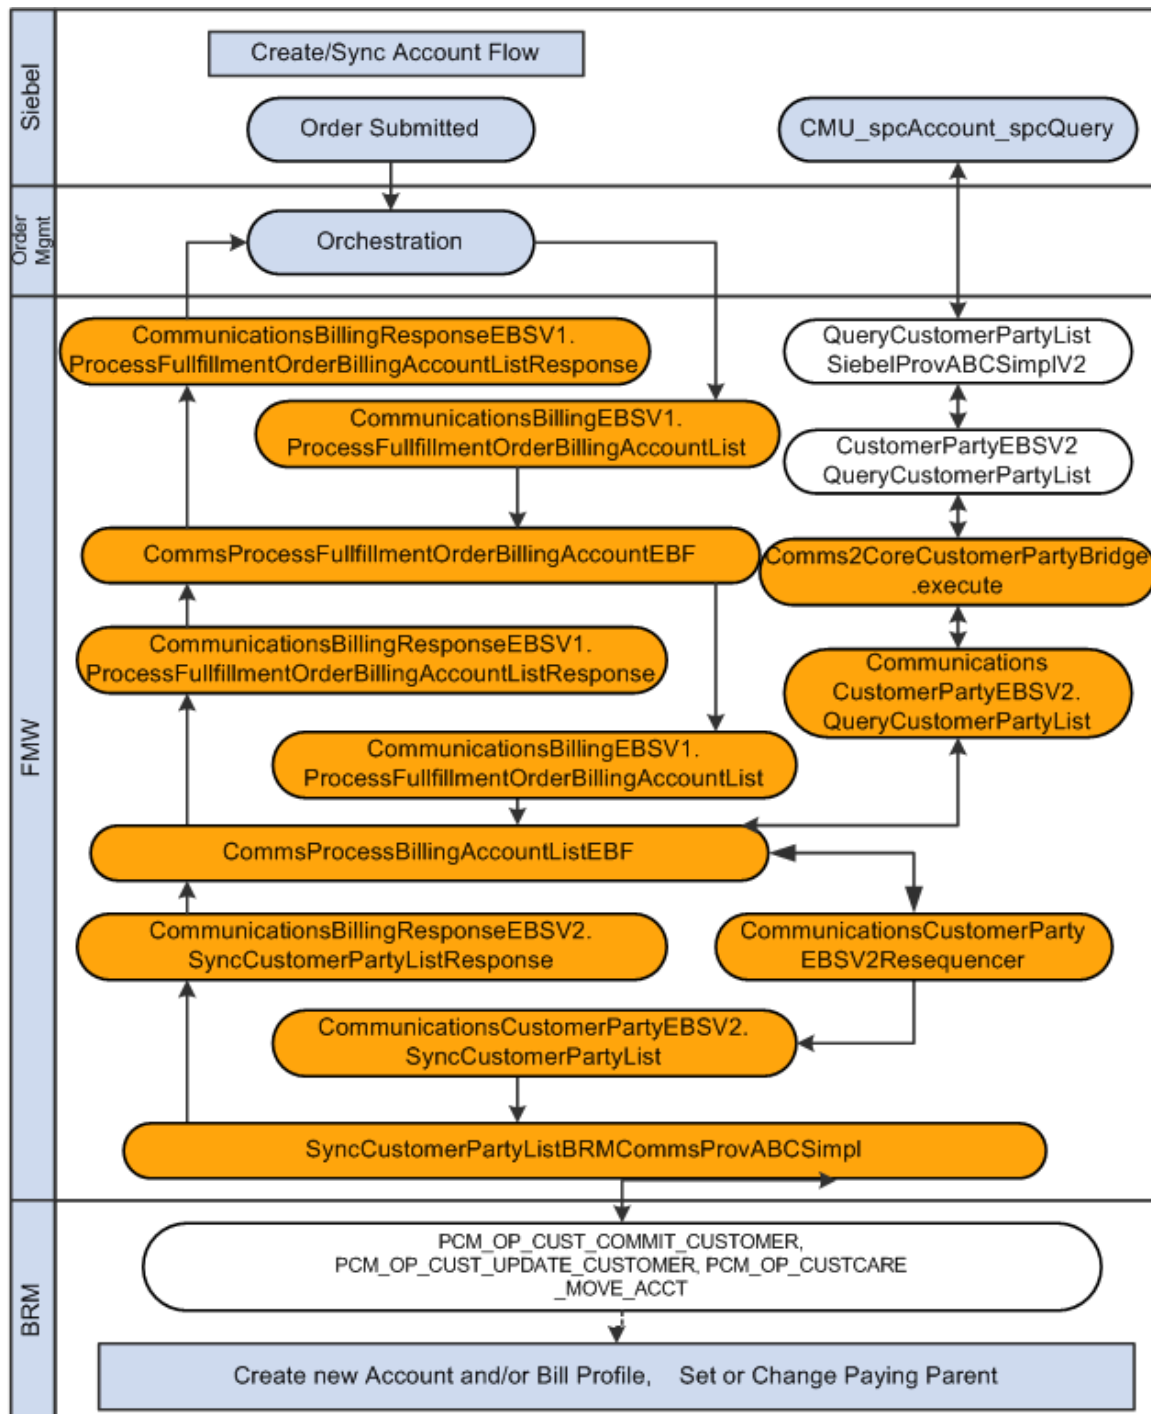 Siebel
Create/Sync Account Flow
Order Submitted
CMU_spcAccount_spcQuery
Order
Mgmt
Orchestration
FMW
CommunicationsBillingResponseEBSV1.
ProcessFullfillmentOrderBillingAccountListResponse
QueryCustomerPartyList
SiebelProvABCSimplV2
CommunicationsBillingEBSV1.
ProcessFullfillmentOrderBillingAccountList
CustomerPartyEBSV2
QueryCustomerPartyList
CommsProcessFullfillmentOrderBillingAccountEBF
Comms2CoreCustomerPartyBridge
.execute
CommunicationsBillingResponseEBSV1.
ProcessFullfillmentOrderBillingAccountListResponse
Communications
CustomerPartyEBSV2.
QueryCustomerPartyList
CommunicationsBillingEBSV1.
ProcessFullfillmentOrderBillingAccountList
CommsProcessBillingAccountListEBF
CommunicationsBillingResponseEBSV2.
SyncCustomerPartyListResponse
CommunicationsCustomerParty
EBSV2Resequencer
CommunicationsCustomerPartyEBSV2.
SyncCustomerPartyList
SyncCustomerPartyListBRMCommsProvABCSimpl
BRM
PCM_OP_CUST_COMMIT_CUSTOMER,
PCM_OP_CUST_UPDATE_CUSTOMER, PCM_OP_CUSTCARE
_MOVE_ACCT
Create new Account and/or Bill Profile, Set or Change Paying Parent